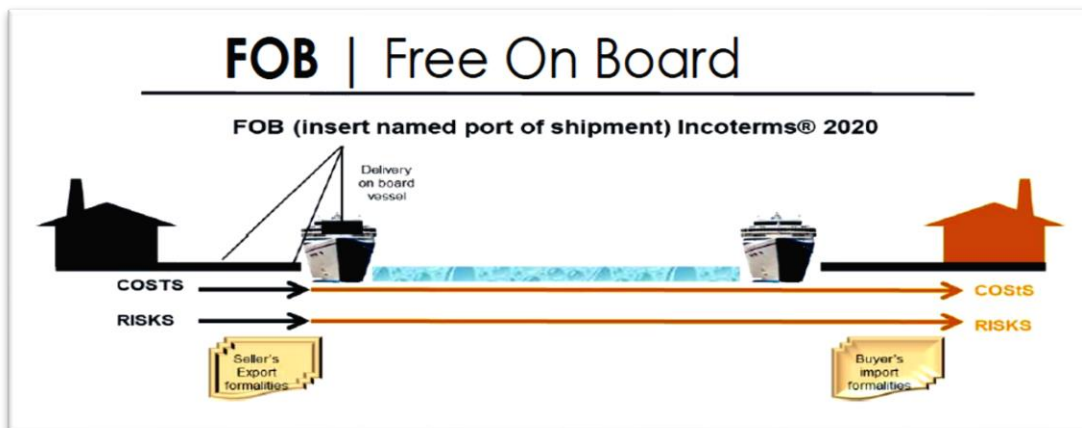 FOB | Free On Board
FOB (insert named port of shipment) Incoterms® 2020
Delivery
on board
vessel
COSTS
COStS
RISKS
RISKS
Seller's
Export
formalities
Buyer's
import
formalities